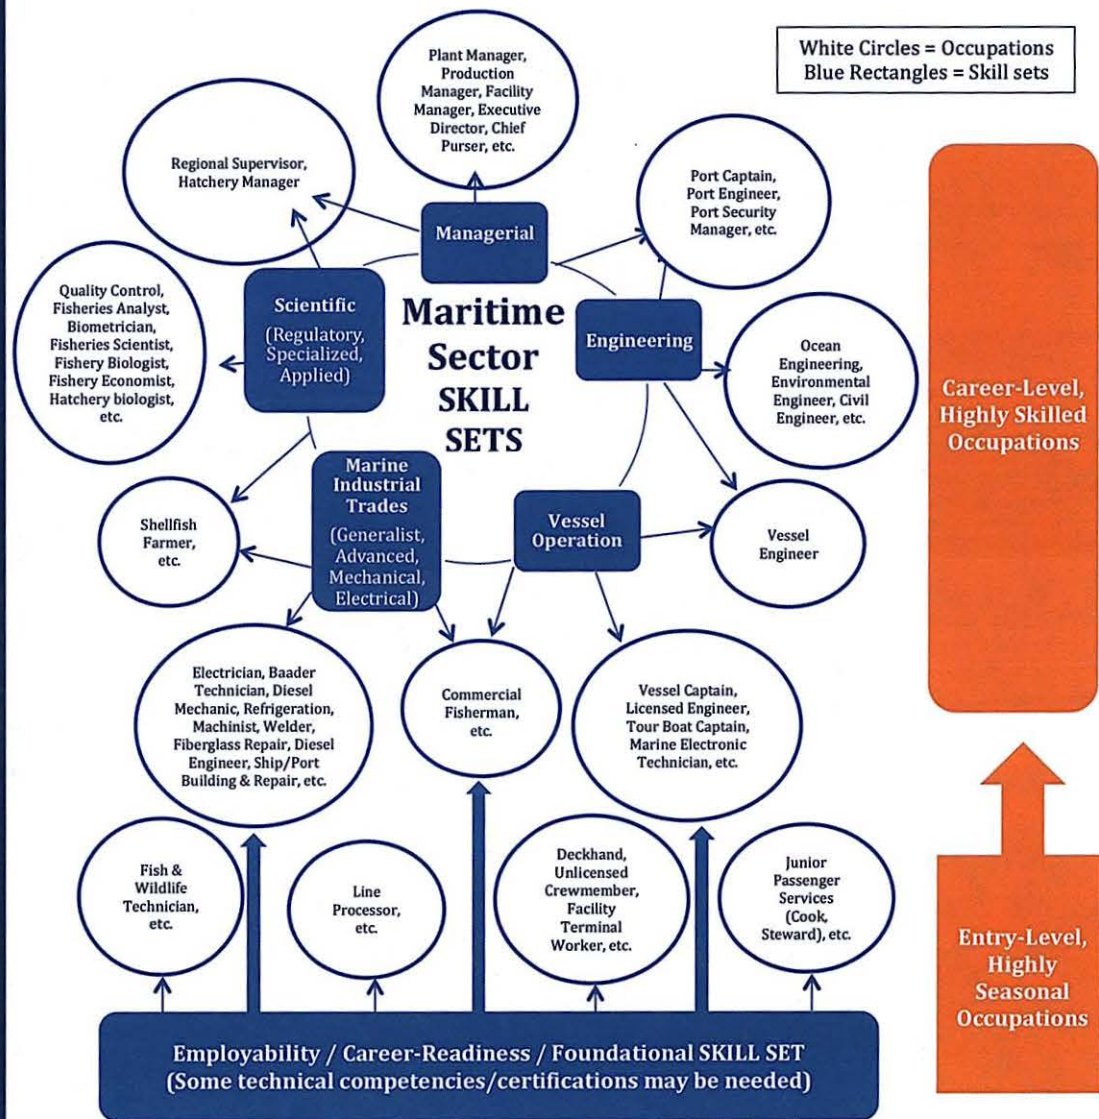 White Circles = Occupations
Blue Rectangles = Skill sets
Plant Manager,
Production
Manager, Facility
Manager, Executive
Director, Chief
Purser, etc.
Regional Supervisor,
Hatchery Manager
Port Captain,
Port Engineer,
Port Security
Manager, etc.
Managerial
Quality Control,
Fisheries Analyst,
Biometrician,
Fisheries Scientist,
Fishery Biologist,
Fishery Economist,
Hatchery biologist,
etc.
Scientific
(Regulatory,
Specialized,
Applied)
Maritime
Sector
SKILL
SETS
Engineering
Ocean
Engineering,
Environmental
Engineer, Civil
Engineer, etc.
Career-Level,
Highly Skilled
Occupations
Shellfish
Farmer,
etc.
Marine
Industrial
Trades
(Generalist,
Advanced,
Mechanical,
Electrical)
Vessel
Operation
Vessel
Engineer
Electrician, Baader
Technician, Diesel
Mechanic, Refrigeration,
Machinist, Welder,
Fiberglass Repair, Diesel
Engineer, Ship/Port
Building & Repair, etc.
Commercial
Fisherman,
etc.
Vessel Captain,
Licensed Engineer,
Tour Boat Captain,
Marine Electronic
Technician, etc.
Fish &
Wildlife
Technician,
etc.
Line
Processor,
etc.
Deckhand,
Unlicensed
Crewmember,
Facility
Terminal
Worker, etc.
Junior
Passenger
Services
(Cook,
Steward), etc.
Entry-Level,
Highly
Seasonal
Occupations
Employability / Career-Readiness / Foundational SKILL SET
(Some technical competencies/certifications may be needed)